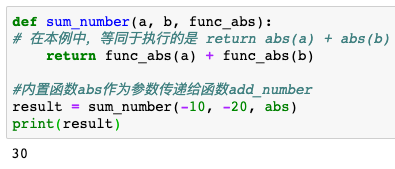 def sum_number(a, b, func_abs):
# 在本例中, 等同于执行的是 return abs(a) + abs(b)
    return func_abs(a) + func_abs(b)
#内置函数abs作为参数传递给函数add_number
result = sum_number(-10, -20, abs)
print(result)
30